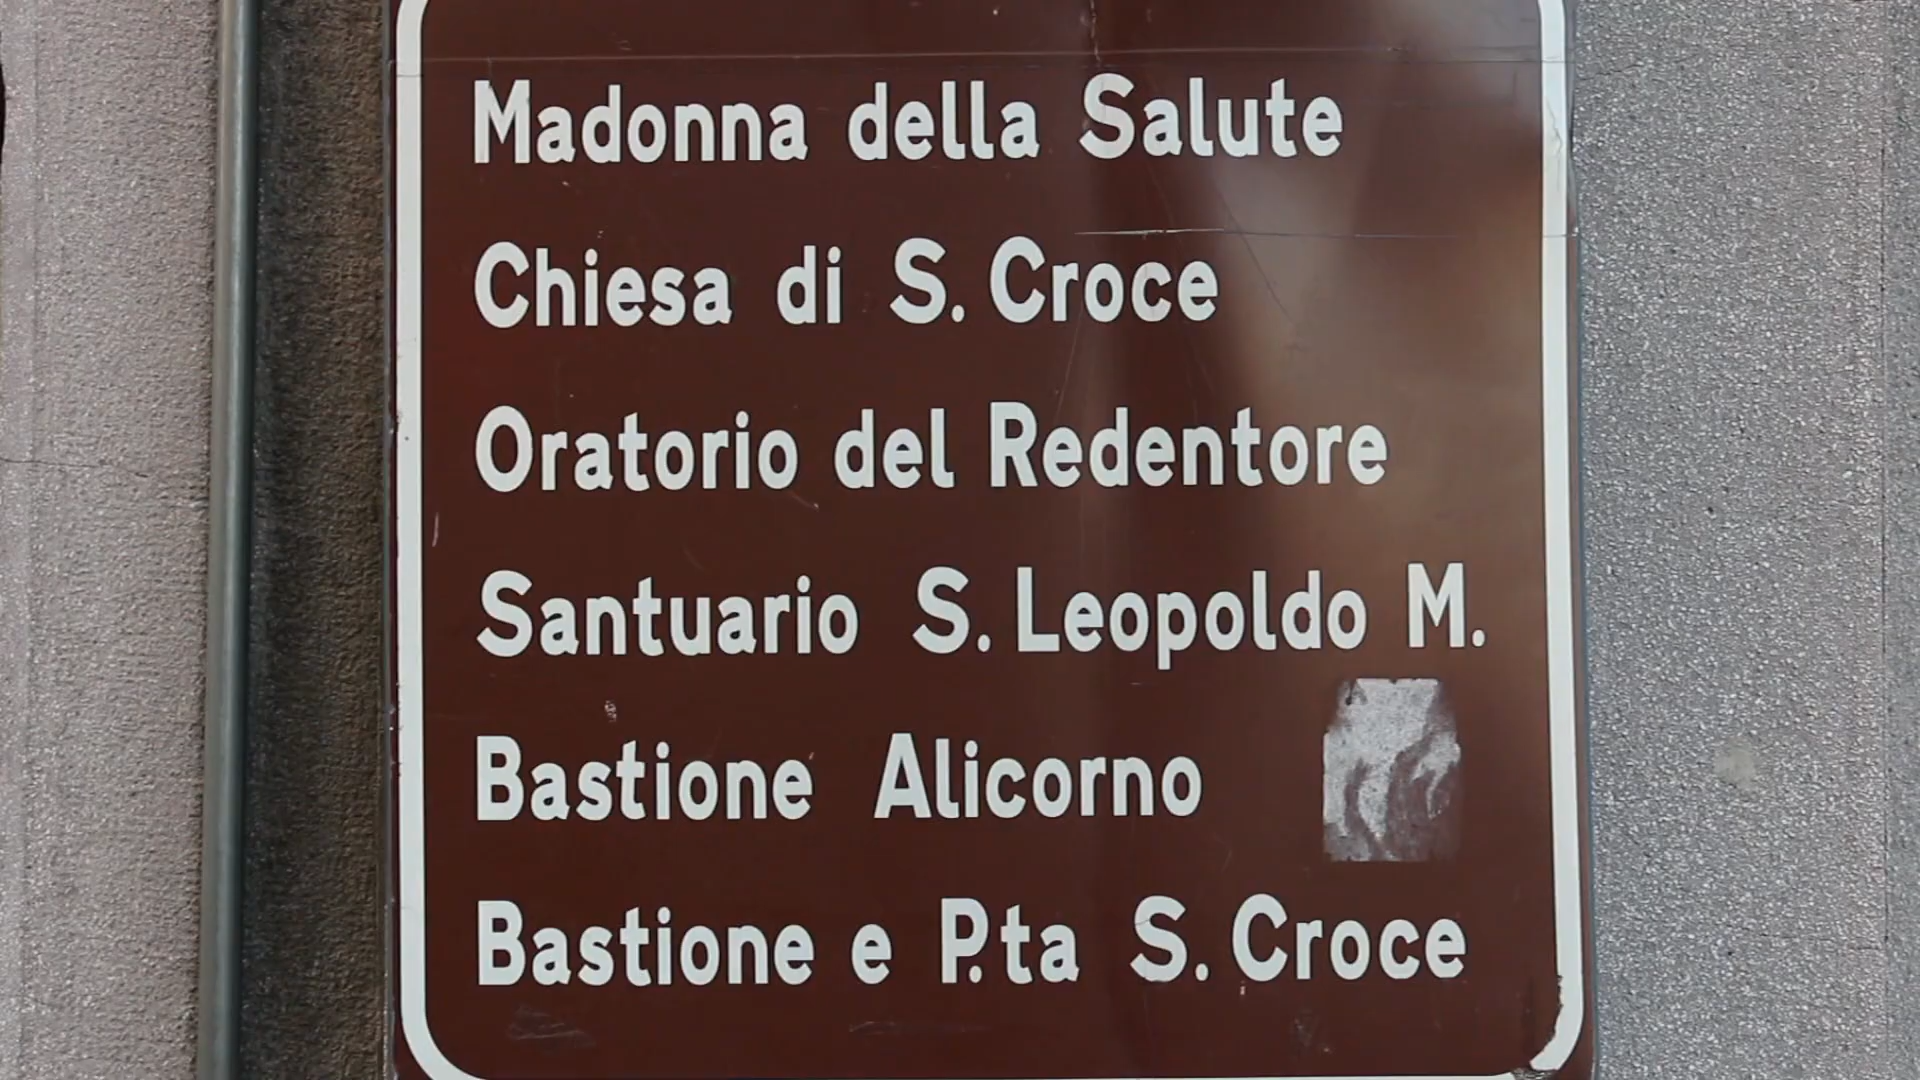 Madonna della Salute
Chiesa di S. Croce
Oratorio del Redentore
Santuario S. Leopoldo M.
Bastione Alicorno
Bastione e P.ta S. Croce